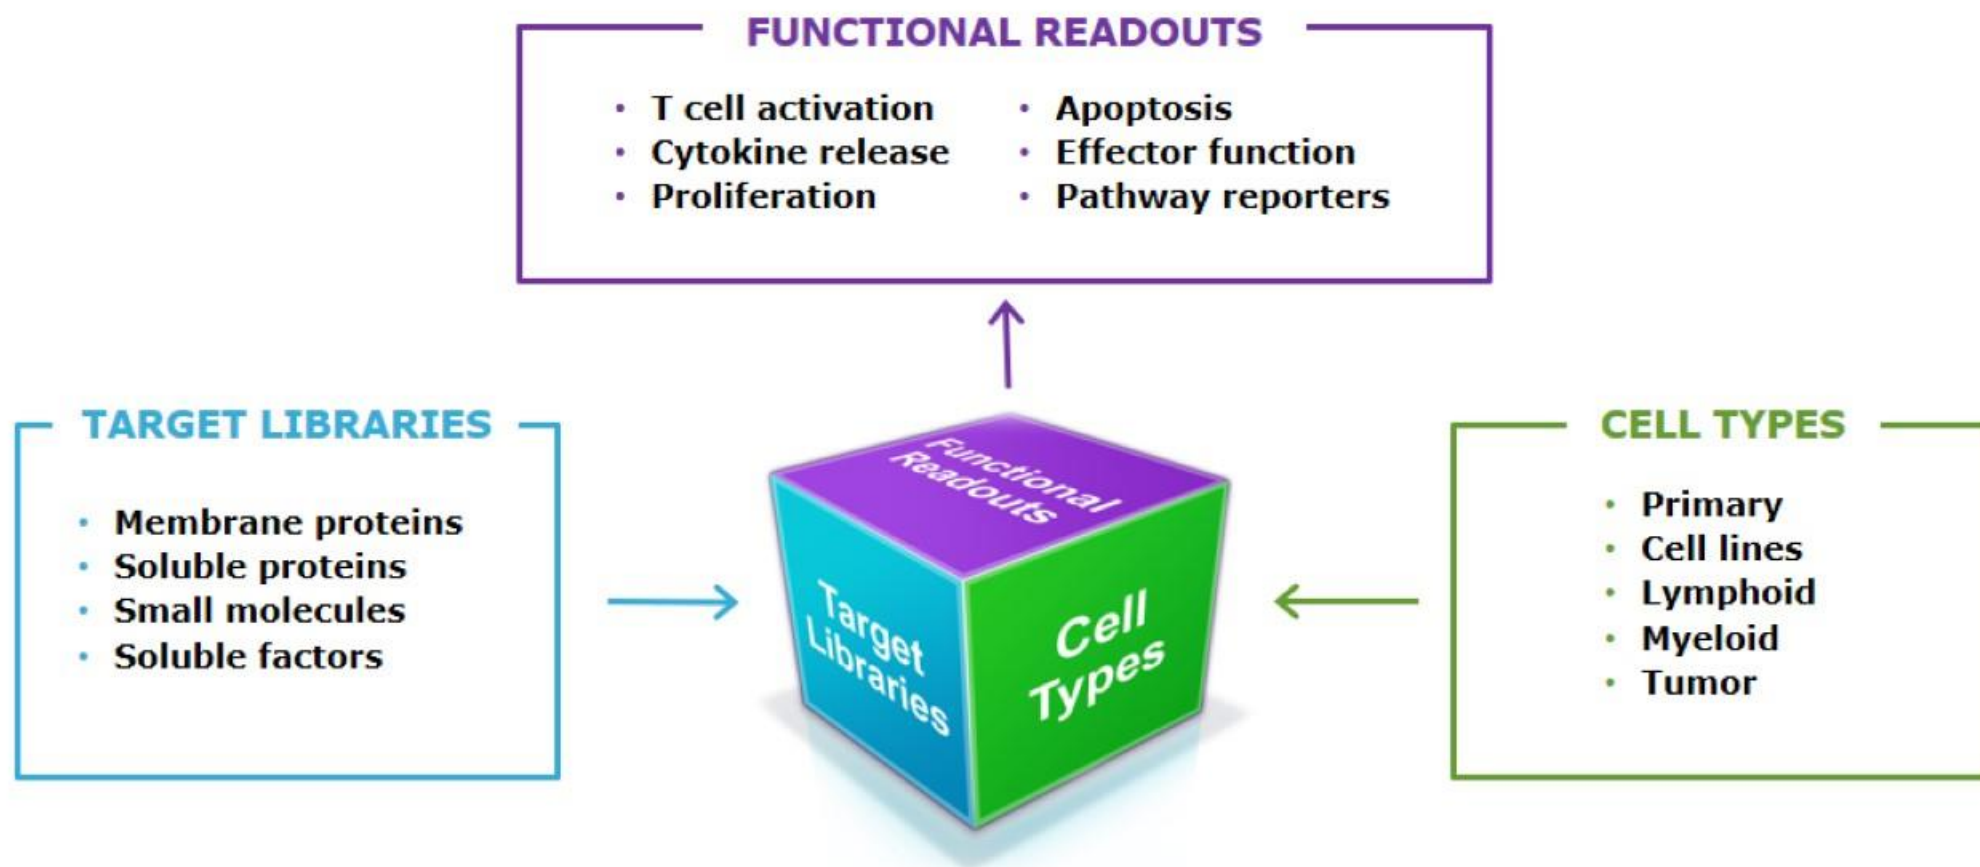 FUNCTIONAL READOUTS
• T cell activation
• Cytokine release
• Proliferation
• Apoptosis
• Effector function
• Pathway reporters
TARGET LIBRARIES
• Membrane proteins
• Soluble proteins
• Small molecules
• Soluble factors
Functional
Readouts
Target
Libraries
Cell
Types
CELL TYPES
• Primary
• Cell lines
• Lymphoid
• Myeloid
• Tumor